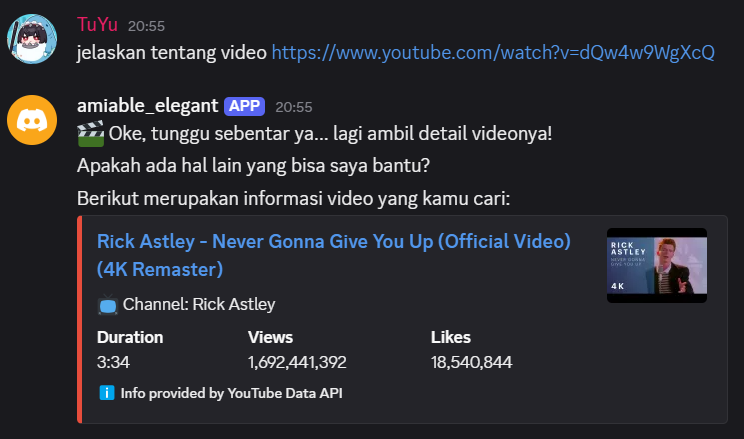 TuYu 20:55
jelaskan tentang video https://www.youtube.com/watch?v=dQw4w9WgXcQ
amiable_elegant APP 20:55
🎬 Oke, tunggu sebentar ya... lagi ambil detail videonya!
Apakah ada hal lain yang bisa saya bantu?
Berikut merupakan informasi video yang kamu cari:
Rick Astley - Never Gonna Give You Up (Official Video)
(4K Remaster)
RICK
ASTLEY
NEVER GONNA
GIVE YOU UP
4K
📺 Channel: Rick Astley
Duration Views Likes
3:34 1,692,441,392 18,540,844
ℹ️ Info provided by YouTube Data API